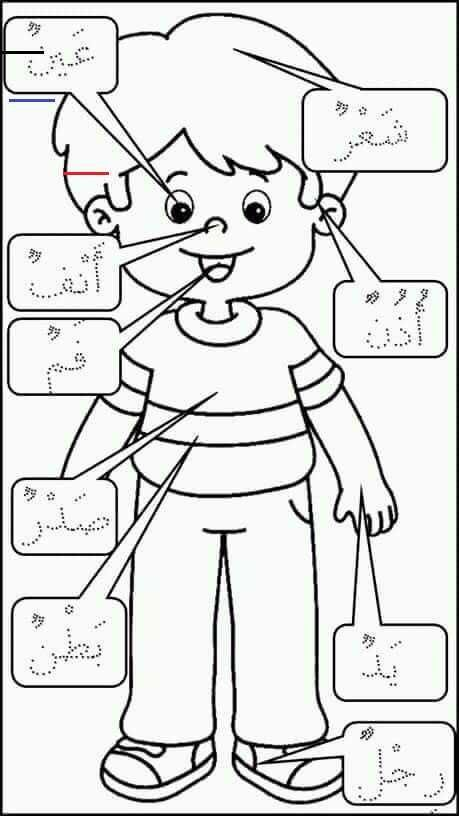 عَيْنٌ
شَعْرٌ
أَنْفٌ
أُذُنٌ
فَمٌ
صَدْرٌ
بَطْنٌ
يَدٌ
رِجْلٌ